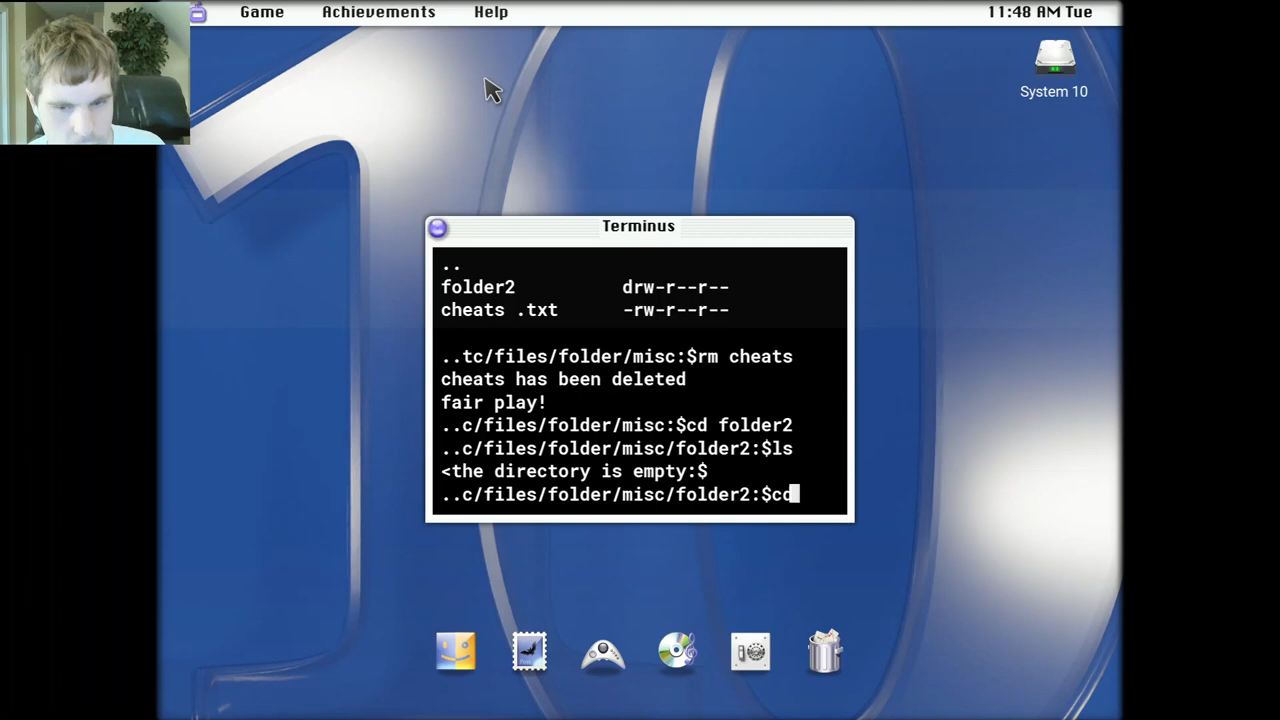 Game Achievements Help 11:48 AM Tue
System 10
Terminus
..
folder2 drw-r--r--
cheats .txt -rw-r--r--
..tc/files/folder/misc:$rm cheats
cheats has been deleted
fair play!
..c/files/folder/misc:$cd folder2
..c/files/folder/misc/folder2:$ls
<the directory is empty:$
..c/files/folder/misc/folder2:$cd